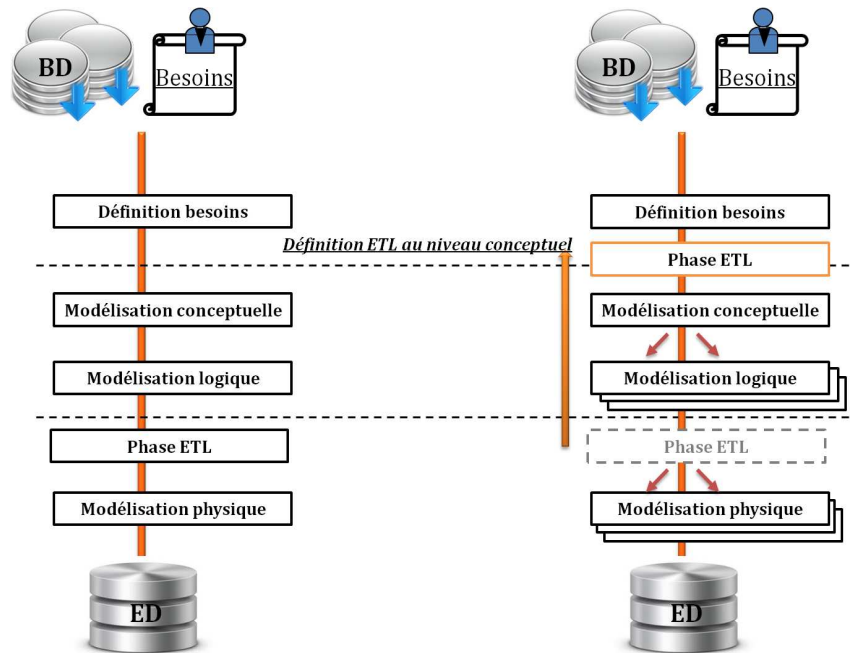 BD
Besoins
Définition besoins
Modélisation conceptuelle
Modélisation logique
Phase ETL
Modélisation physique
ED
Définition ETL au niveau conceptuel
BD
Besoins
Définition besoins
Phase ETL
Modélisation conceptuelle
Modélisation logique
Phase ETL
Modélisation physique
ED